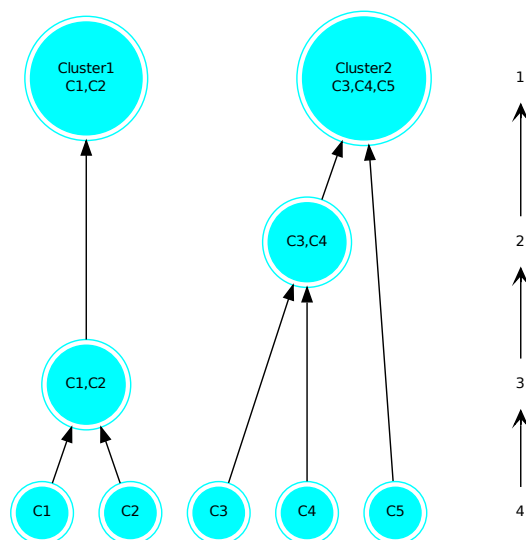 Cluster1
C1,C2
Cluster2
C3,C4,C5
1
C3,C4
2
C1,C2
3
C1
C2
C3
C4
C5
4